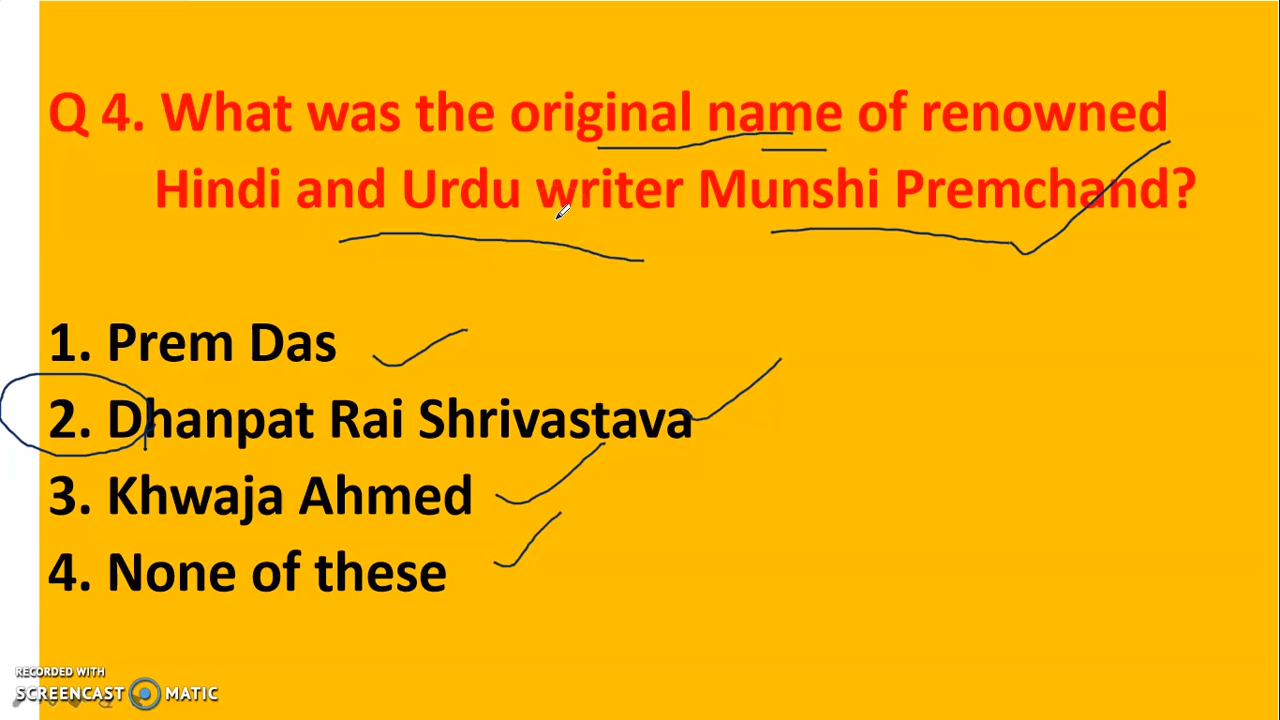 Q 4. What was the original name of renowned
Hindi and Urdu writer Munshi Premchand?
1. Prem Das
2. Dhanpat Rai Shrivastava
3. Khwaja Ahmed
4. None of these
RECORDED WITH
SCREENCAST MATIC